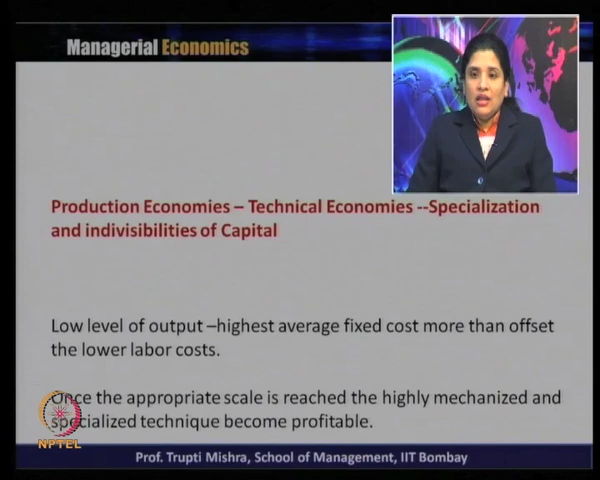 Managerial Economics
Production Economies – Technical Economies --Specialization
and indivisibilities of Capital
Low level of output –highest average fixed cost more than offset
the lower labor costs.
Once the appropriate scale is reached the highly mechanized and
specialized technique become profitable.
NPTEL
Prof. Trupti Mishra, School of Management, IIT Bombay